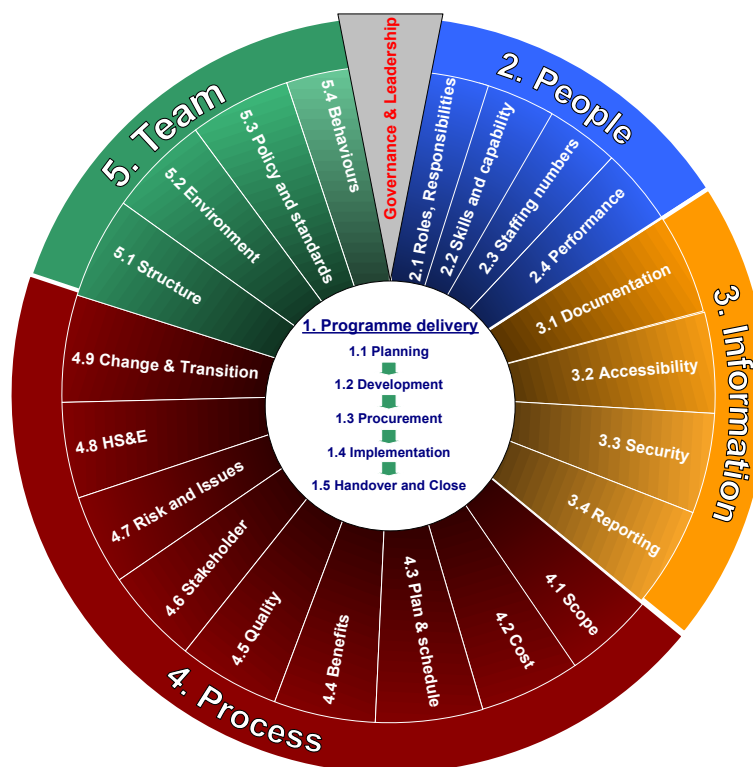 Governance & Leadership
1. Programme delivery
1.1 Planning
1.2 Development
1.3 Procurement
1.4 Implementation
1.5 Handover and Close
2. People
2.1 Roles, Responsibilities
2.2 Skills and capability
2.3 Staffing numbers
2.4 Performance
3. Information
3.1 Documentation
3.2 Accessibility
3.3 Security
3.4 Reporting
4. Process
4.1 Scope
4.2 Cost
4.3 Plan & schedule
4.4 Benefits
4.5 Quality
4.6 Stakeholder
4.7 Risk and Issues
4.8 HS&E
4.9 Change & Transition
5. Team
5.1 Structure
5.2 Environment
5.3 Policy and standards
5.4 Behaviours